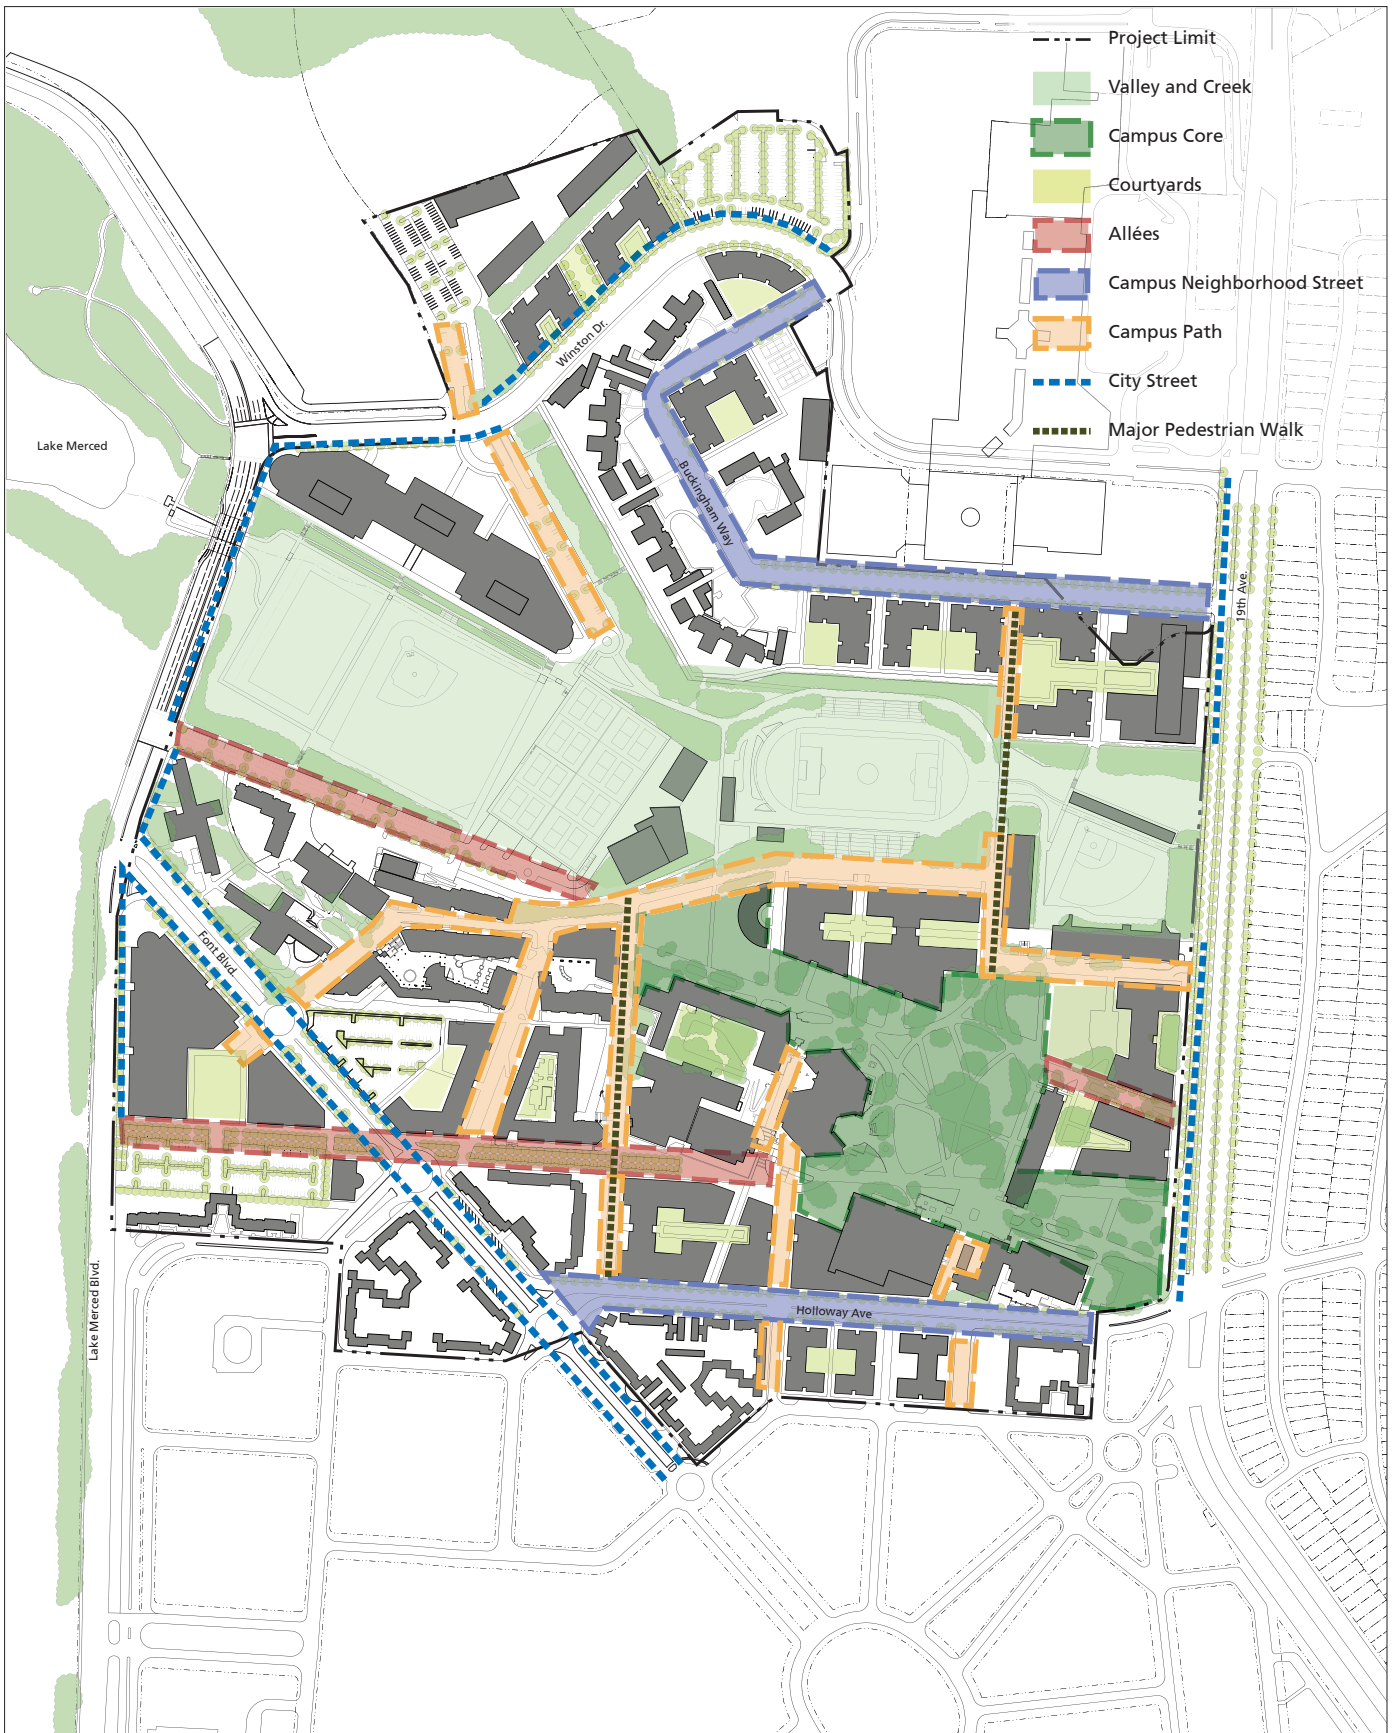 Project Limit
Valley and Creek
Campus Core
Courtyards
Allées
Campus Neighborhood Street
Campus Path
City Street
Major Pedestrian Walk
Winston Dr.
Lake Merced
Buckingham Way
19th Ave.
Font Blvd.
Lake Merced Blvd.
Holloway Ave